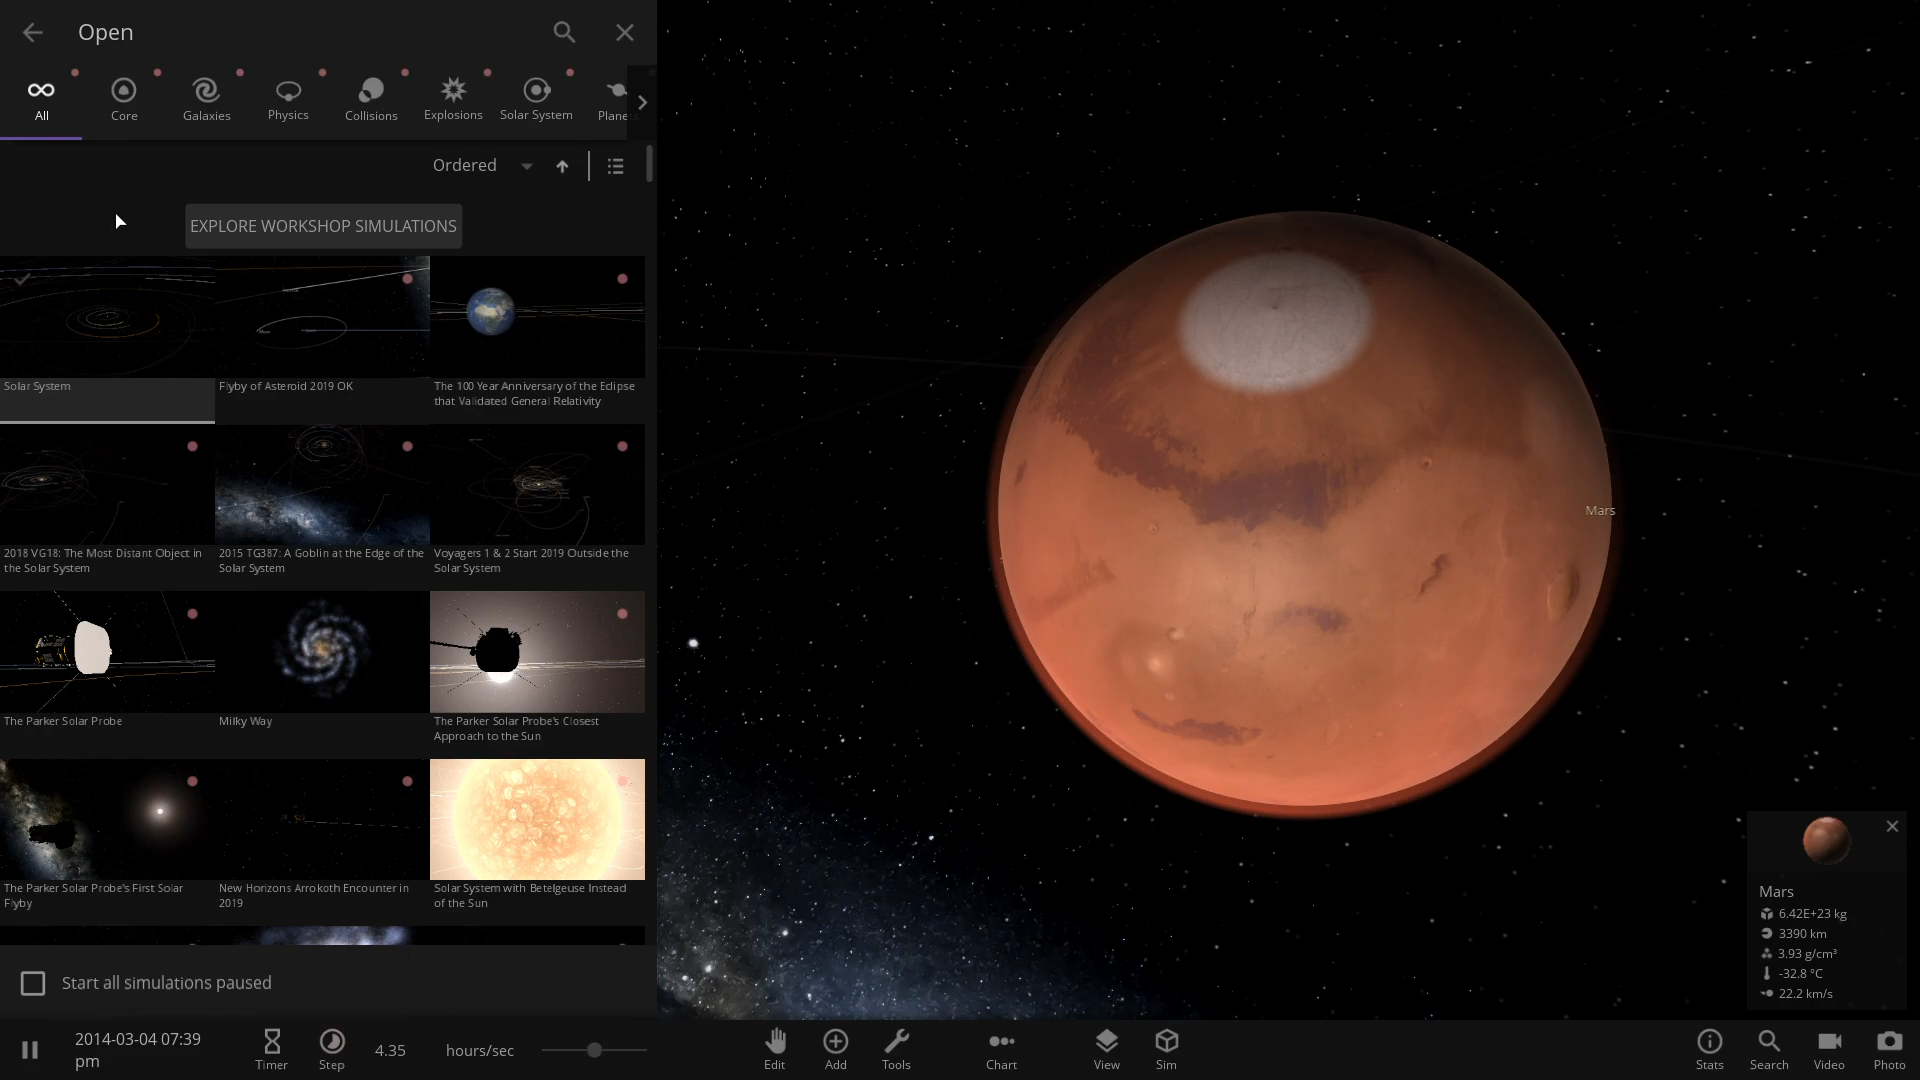 Open
All
Core
Galaxies
Physics
Collisions
Explosions
Solar System
Plane
Ordered
EXPLORE WORKSHOP SIMULATIONS
Solar System
Flyby of Asteroid 2019 OK
The 100 Year Anniversary of the Eclipse
that Validated General Relativity
2018 VG18: The Most Distant Object in
the Solar System
2015 TG387: A Goblin at the Edge of the
Solar System
Voyagers 1 & 2 Start 2019 Outside the
Solar System
The Parker Solar Probe
Milky Way
The Parker Solar Probe's Closest
Approach to the Sun
The Parker Solar Probe's First Solar
Flyby
New Horizons Arrokoth Encounter in
2019
Solar System with Betelgeuse Instead
of the Sun
Start all simulations paused
Mars
Mars
6.42E+23 kg
3390 km
3.93 g/cm³
-32.8 °C
22.2 km/s
2014-03-04 07:39
pm
Timer
Step
4.35
hours/sec
Edit
Add
Tools
Chart
View
Sim
Stats
Search
Video
Photo